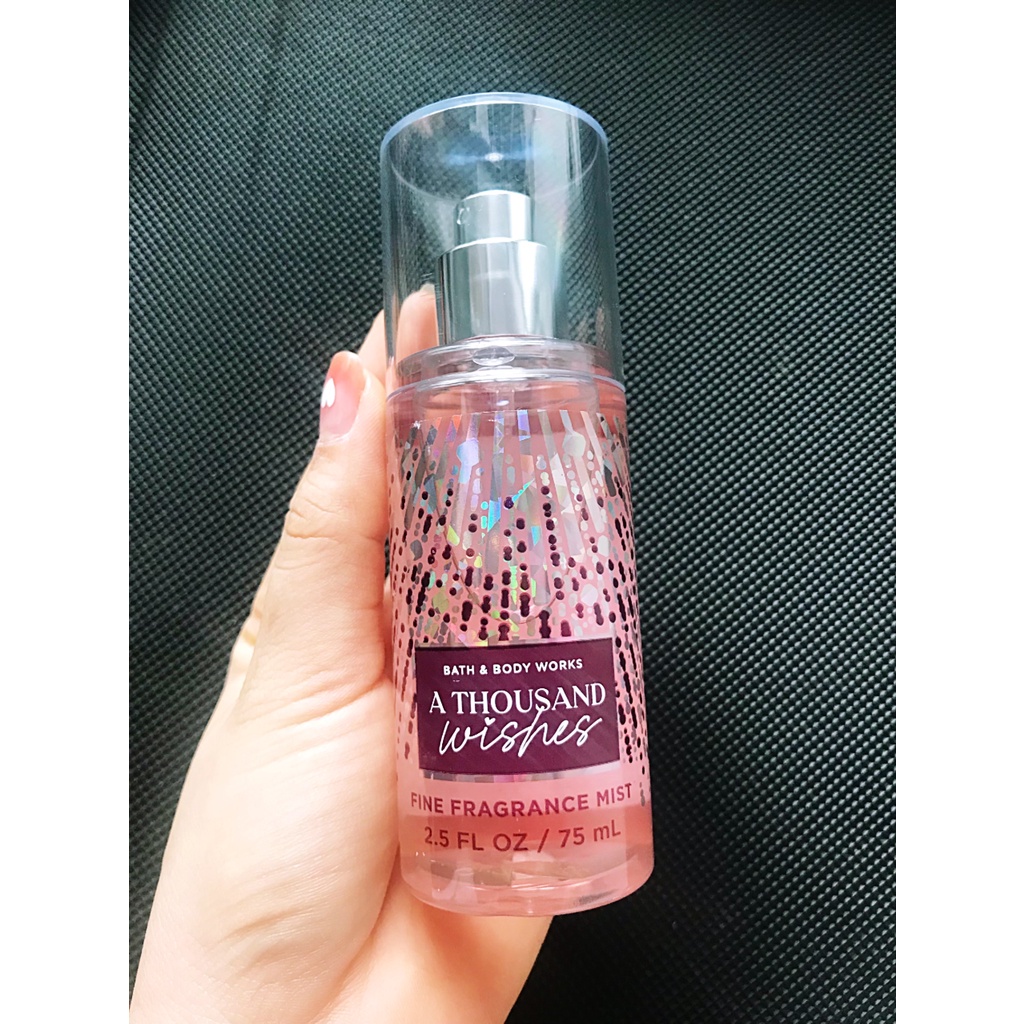 BATH & BODY WORKS
A THOUSAND
wishes
FINE FRAGRANCE MIST
2.5 FL OZ / 75 mL